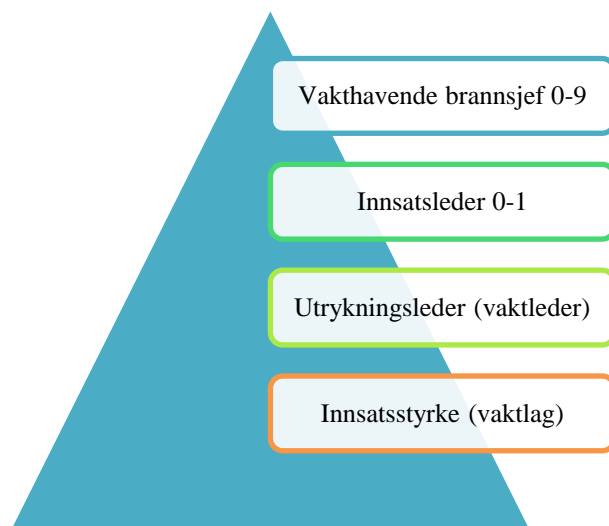 Vakthavende brannsjef 0-9
Innsatsleder 0-1
Utrykningsleder (vaktleder)
Innsatsstyrke (vaktlag)